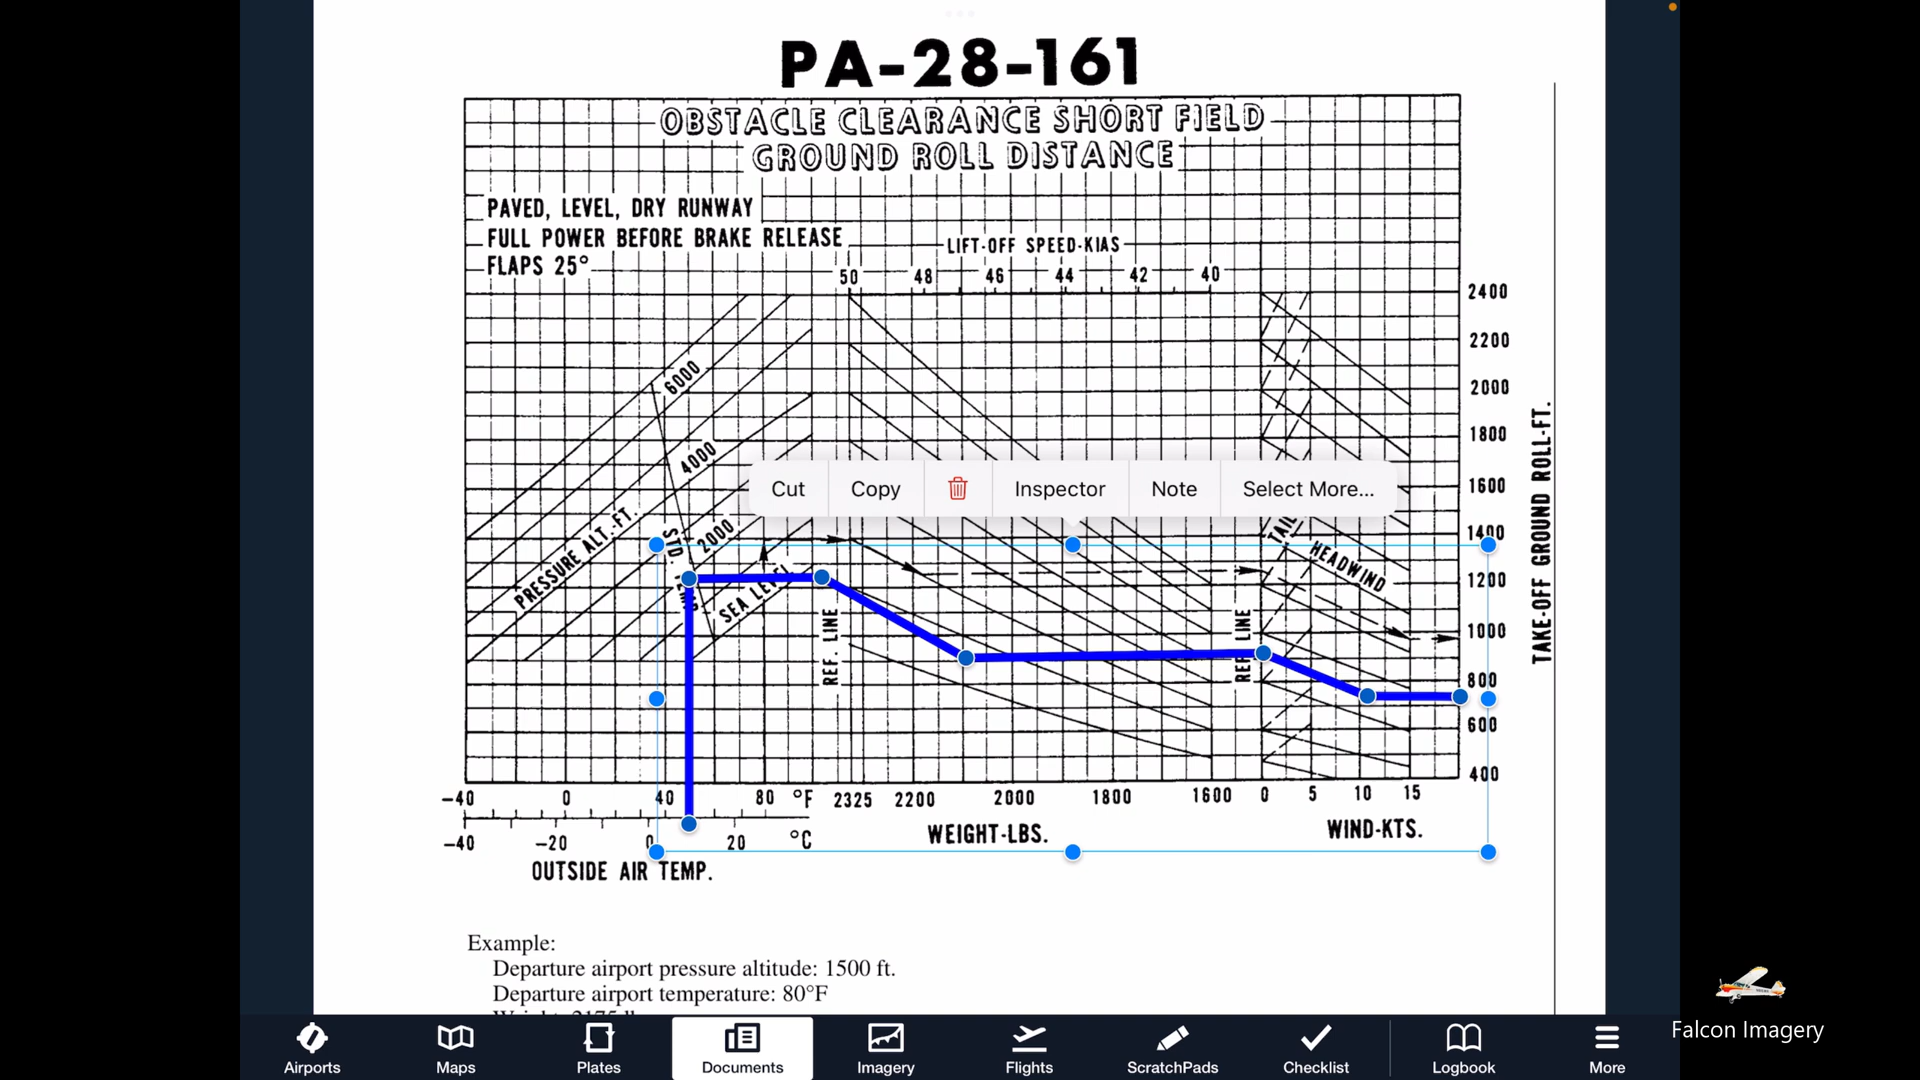 PA-28-161
OBSTACLE CLEARANCE SHORT FIELD
GROUND ROLL DISTANCE
PAVED, LEVEL, DRY RUNWAY
FULL POWER BEFORE BRAKE RELEASE
FLAPS 25°
LIFT-OFF SPEED-KIAS
50 48 46 44 42 40
2400
2200
2000
1800
1600
1400
1200
1000
800
600
400
TAKE-OFF GROUND ROLL-FT.
6000
4000
2000
SEA LEVEL
PRESSURE ALT.-FT.
STD.
REF. LINE
LINE
HEADWIND
Cut Copy Inspector Note Select More...
-40 0 40 80 °F 2325 2200 2000 1800 1600 0 5 10 15
-40 -20 0 20 °C
WEIGHT-LBS.
WIND-KTS.
OUTSIDE AIR TEMP.
Example:
Departure airport pressure altitude: 1500 ft.
Departure airport temperature: 80°F
Airports Maps Plates Documents Imagery Flights ScratchPads Checklist Logbook More
Falcon Imagery